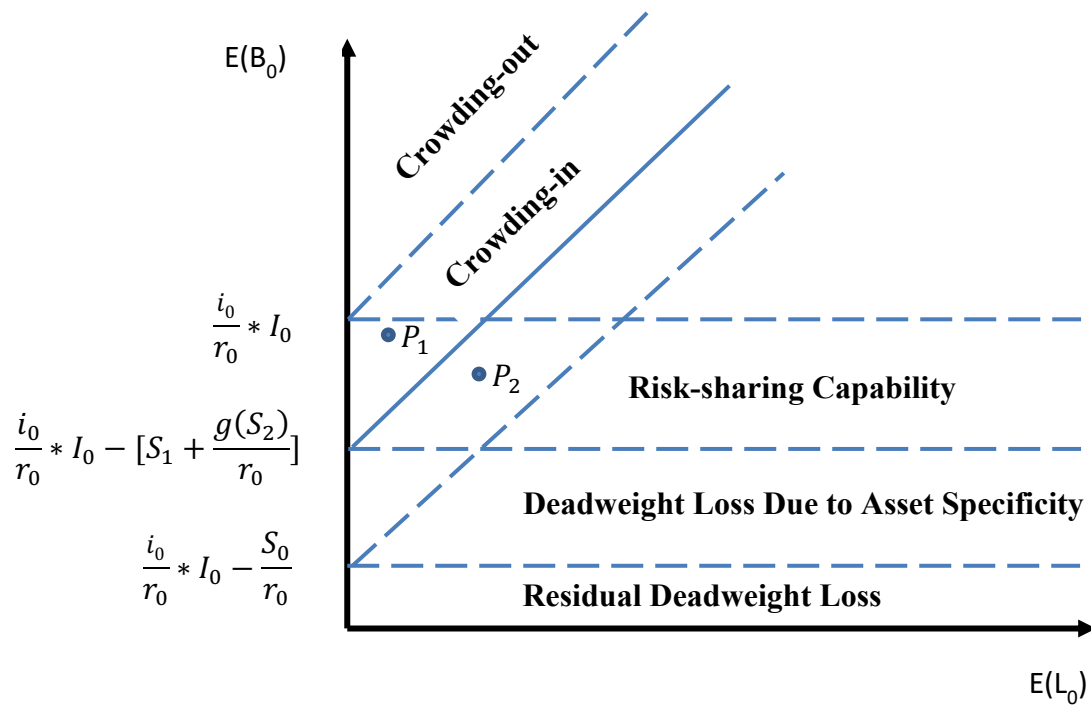 E(B₀)
Crowding-out
Crowding-in
i₀/r₀ * I₀
P₁
P₂
Risk-sharing Capability
i₀/r₀ * I₀ − [S₁ + g(S₂)/r₀]
Deadweight Loss Due to Asset Specificity
i₀/r₀ * I₀ − S₀/r₀
Residual Deadweight Loss
E(L₀)